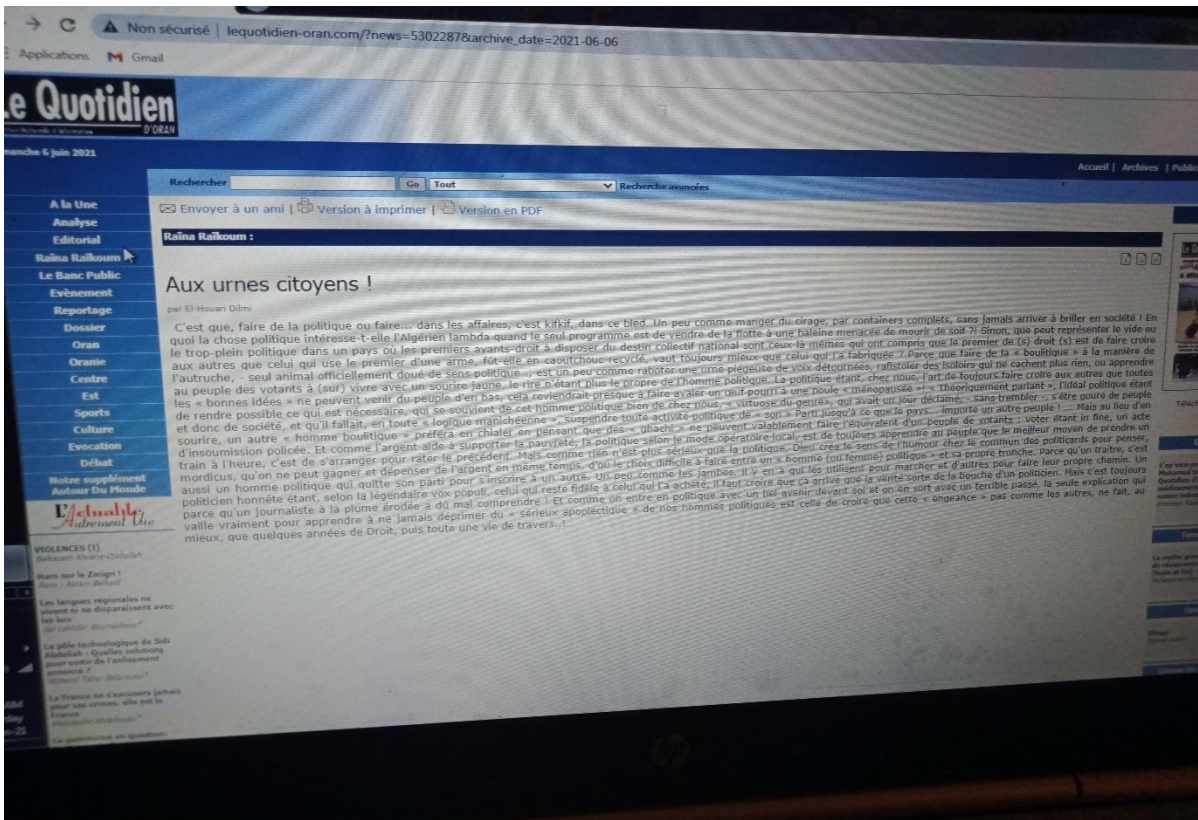 Non sécurisé | lequotidien-oran.com/?news=5302287&archive_date=2021-06-06
Applications
Gmail
Le Quotidien
D'ORAN
manche 6 juin 2021
Accueil | Archives | Public
Rechercher
Go
Tout
Recherche avancées
Envoyer à un ami | Version à imprimer | Version en PDF
A la Une
Analyse
Editorial
Raïna Raïkoum
Le Banc Public
Evènement
Reportage
Dossier
Oran
Oranie
Centre
Est
Sports
Culture
Evocation
Débat
Notre supplément
Autour Du Monde
L'Actualité
Autrement Vue
VIOLENCES (I)
Hani sur le Zmigri !
Les langues régionales ne
vivent ni ne disparaissent avec
les lois
Le pôle technologique de Sidi
Abdellah : Quelles solutions
pour sortir de l'enlisement
annoncé ?
La France ne s'excusera jamais
pour ses crimes, elle est la
France
Le patrimoine en question
Raïna Raïkoum :
Aux urnes citoyens !
par El-Houari Dilmi
C'est que, faire de la politique ou faire... dans les affaires, c'est kifkif, dans ce bled. Un peu comme manger du cirage, par containers complets, sans jamais arriver à briller en société ! En
quoi la chose politique intéresse-t-elle l'Algérien lambda quand le seul programme est de vendre de la flotte à une baleine menacée de mourir de soif ?! Sinon, que peut représenter le vide ou
le trop-plein politique dans un pays où les premiers ayants-droit à disposer du destin collectif national sont ceux là mêmes qui ont compris que le premier de (s) droit (s) est de faire croire
aux autres que celui qui use le premier d'une arme, fût-elle en caoutchouc recyclé, vaut toujours mieux que celui qui l'a fabriquée ? Parce que faire de la « boulitique » à la manière de
l'autruche, - seul animal officiellement doué de sens politique-, est un peu comme raboter une urne plégeuse de voix détournées, rafistoler des isoloirs qui ne cachent plus rien, ou apprendre
au peuple des votants à (sur) vivre avec un sourire jaune, le rire n'étant plus le propre de l'homme politique. La politique étant, chez nous, l'art de toujours faire croire aux autres que toutes
les « bonnes idées » ne peuvent venir du peuple d'en bas, cela reviendrait presque à faire avaler un œuf pourri à une poule « ménopausée »! « Théoriquement parlant », l'idéal politique étant
de rendre possible ce qui est nécessaire, qui se souvient de cet homme politique bien de chez nous, « virtuose du genre», qui avait un jour déclamé, - sans trembler -, s'être gouré de peuple
et donc de société, et qu'il fallait, en toute « logique manichéenne », suspendre toute activité politique de « son » Parti jusqu'à ce que le pays... importe un autre peuple !... Mais au lieu d'en
sourire, un autre « homme boulitique » préféra en chialer en pensant que des « ghachi » ne peuvent valablement faire l'équivalent d'un peuple de votants : voter étant in fine, un acte
d'insoumission policée. Et comme l'argent aide à supporter la pauvreté, la politique selon le mode opératoire local, est de toujours apprendre au peuple que le meilleur moyen de prendre un
train à l'heure, c'est de s'arranger pour rater le précédent. Mais comme rien n'est plus sérieux que la politique, Dieu créa le sens de l'humour chez le commun des politicards pour penser,
mordicus, qu'on ne peut gagner et dépenser de l'argent en même temps, d'où le choix difficile à faire entre un « homme (ou femme) politique » et sa propre tronche. Parce qu'un traître, c'est
aussi un homme politique qui quitte son parti pour s'inscrire à un autre. Un peu comme les jambes, il y en a qui les utilisent pour marcher et d'autres pour faire leur propre chemin. Un
politicien honnête étant, selon la légendaire vox populi, celui qui reste fidèle à celui qui l'a acheté, il faut croire que ça arrive que la vérité sorte de la bouche d'un politicien. Mais c'est toujours
parce qu'un journaliste à la plume érodée a dû mal comprendre ! Et comme on entre en politique avec un bel avenir devant soi et on en sort avec un terrible passé, la seule explication qui
vaille vraiment pour apprendre à ne jamais déprimer du « sérieux apoplectique » de nos hommes politiques est celle de croire que cette « engeance » pas comme les autres, ne fait, au
mieux, que quelques années de Droit, puis toute une vie de travers..!